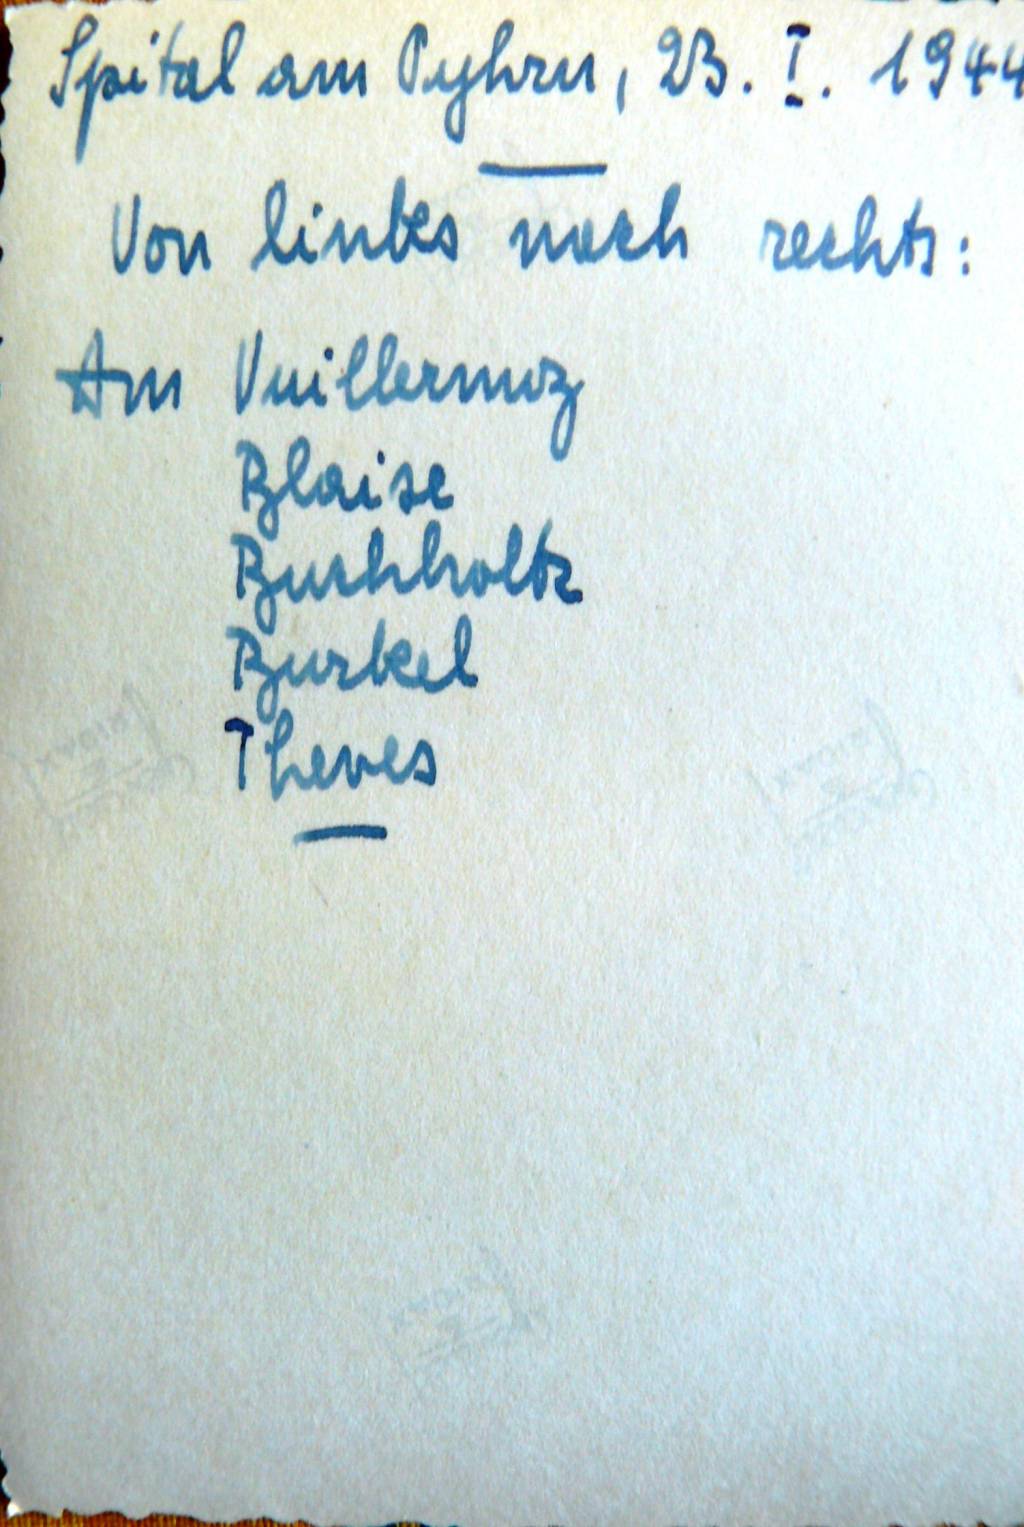 Spital am Pyhrn, 23. I. 1944
Von links nach rechts:
Am Vuillermoz
Blaise
Buchholtz
Burkel
Theves